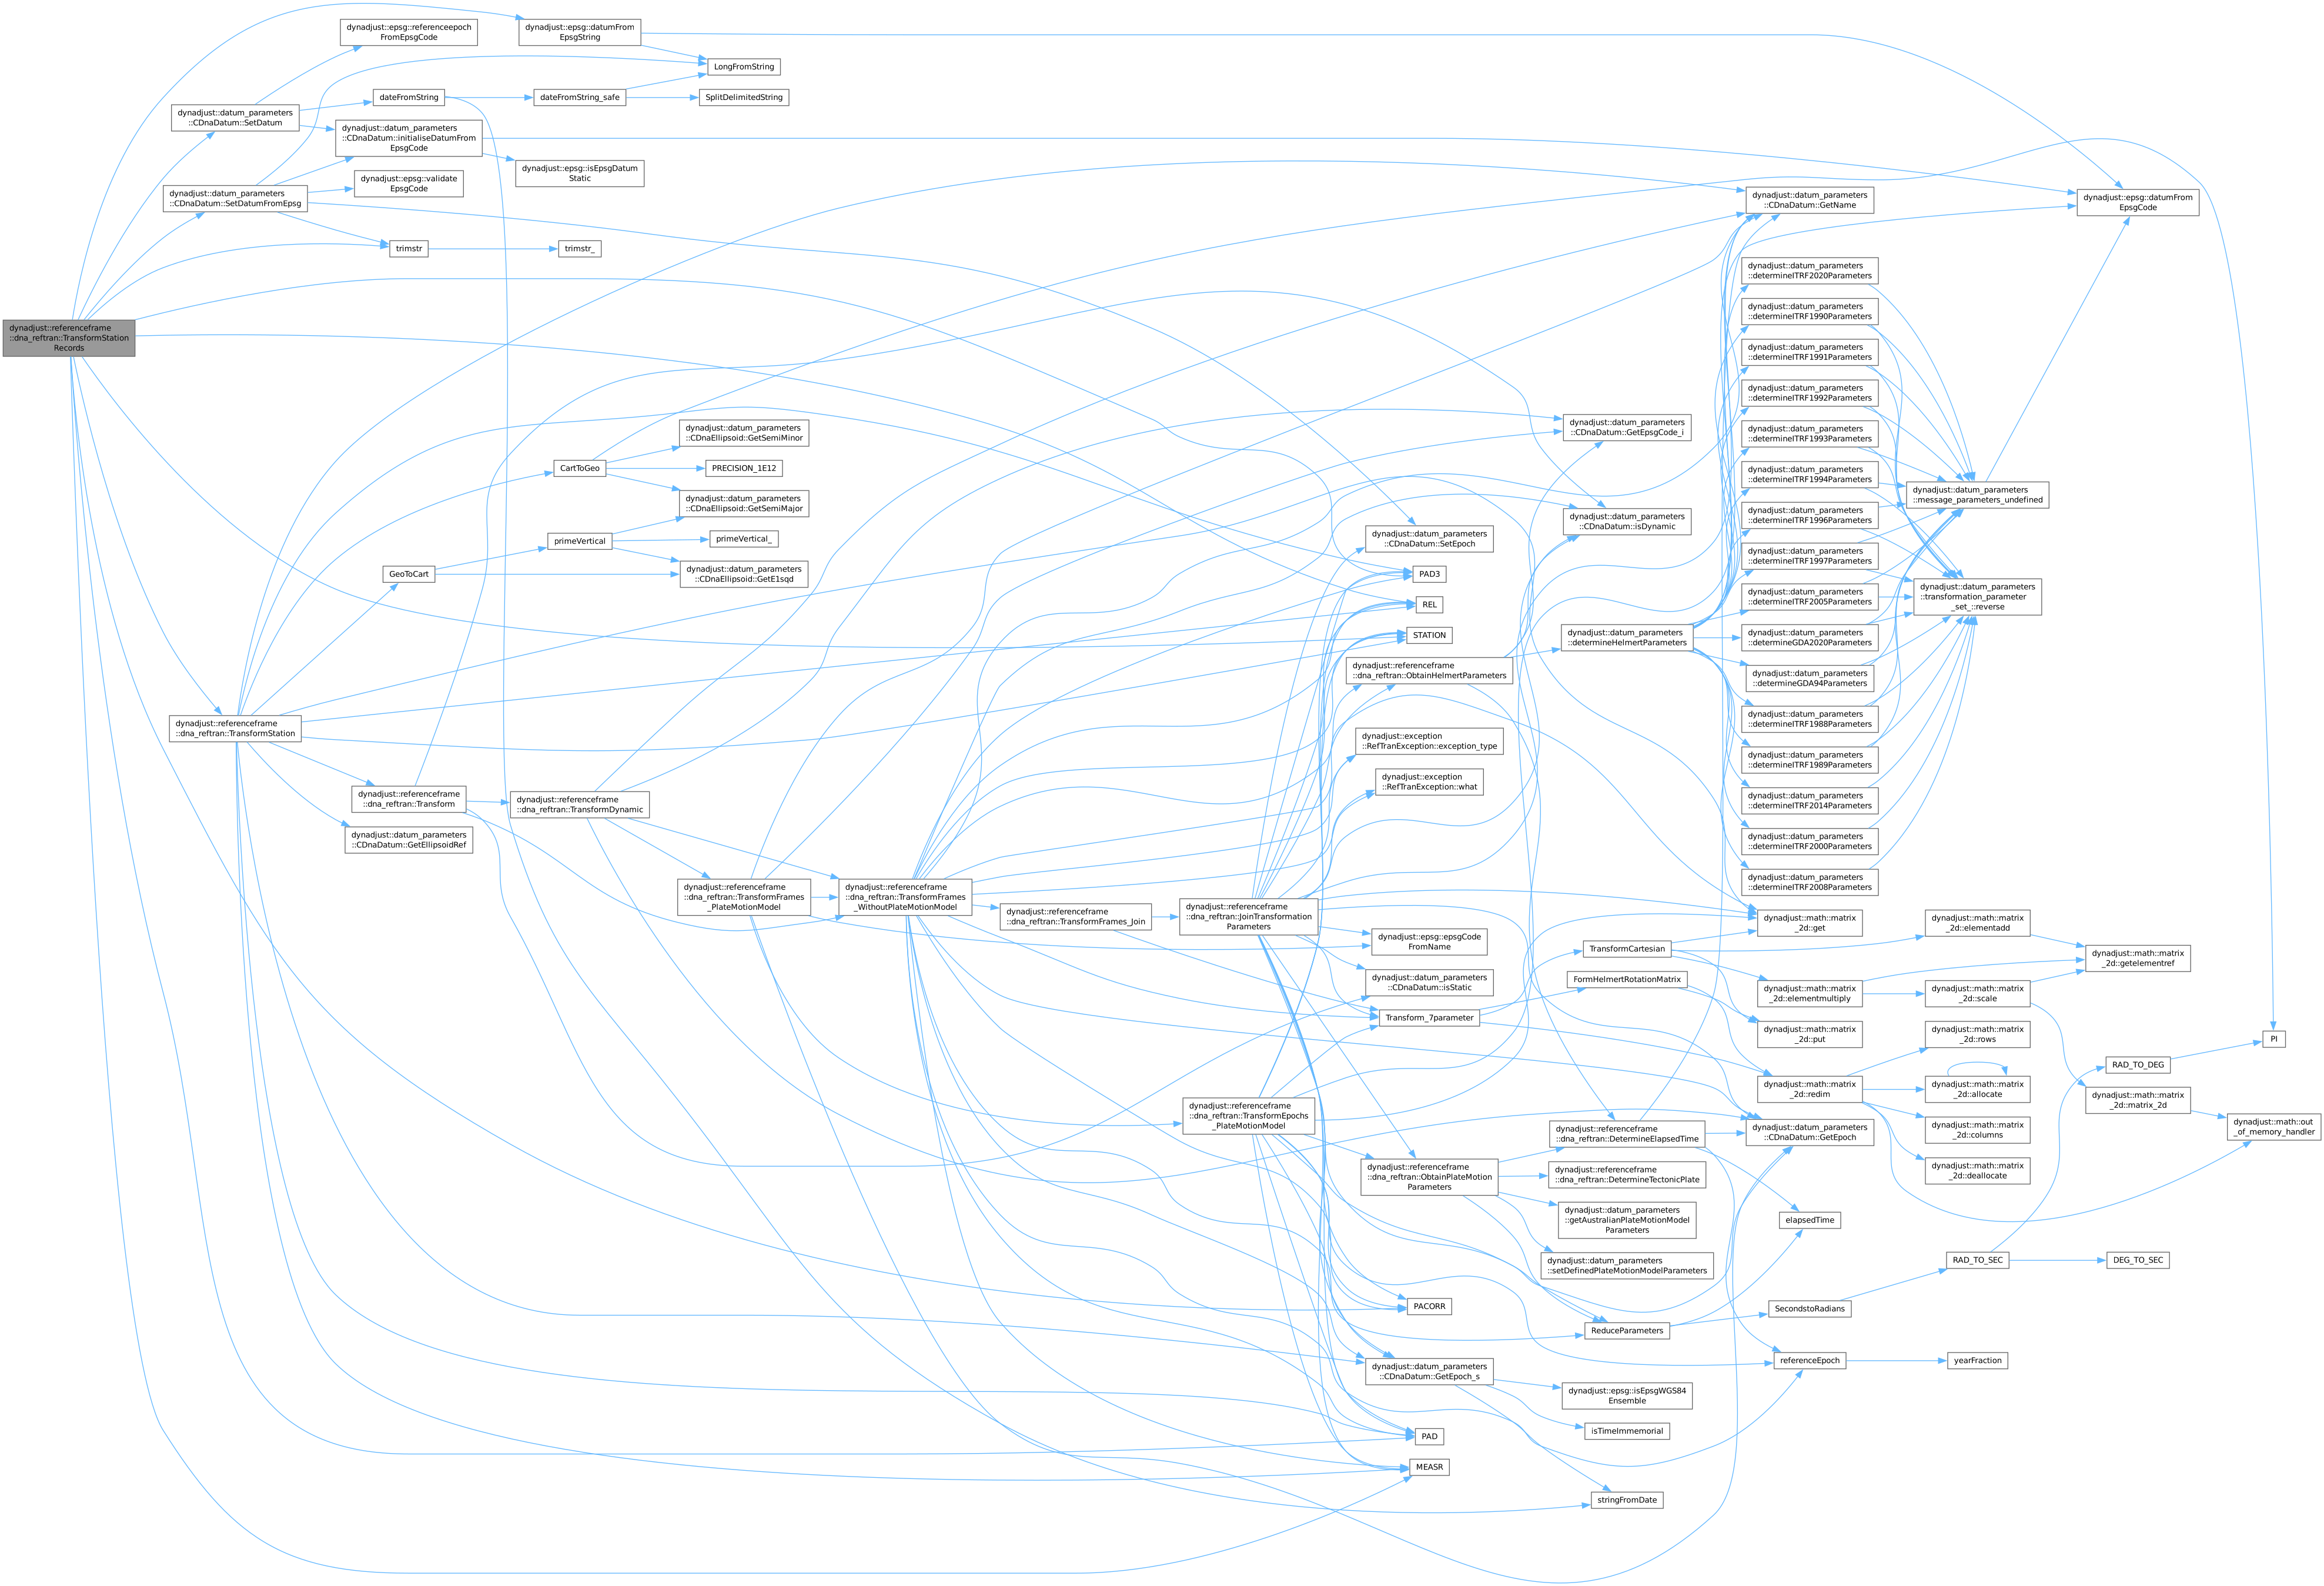 dynadjust::referenceframe
::dna_reftran::TransformStation
Records
dynadjust::epsg::referenceepoch
FromEpsgCode
dynadjust::epsg::datumFrom
EpsgString
LongFromString
dynadjust::datum_parameters
::CDnaDatum::SetDatum
dateFromString
dateFromString_safe
SplitDelimitedString
dynadjust::datum_parameters
::CDnaDatum::initialiseDatumFrom
EpsgCode
dynadjust::epsg::isEpsgDatum
Static
dynadjust::epsg::validate
EpsgCode
dynadjust::datum_parameters
::CDnaDatum::SetDatumFromEpsg
trimstr
trimstr_
dynadjust::datum_parameters
::CDnaDatum::GetName
dynadjust::epsg::datumFrom
EpsgCode
dynadjust::datum_parameters
::determineITRF2020Parameters
dynadjust::datum_parameters
::determineITRF1990Parameters
dynadjust::datum_parameters
::determineITRF1991Parameters
dynadjust::datum_parameters
::determineITRF1992Parameters
dynadjust::datum_parameters
::determineITRF1993Parameters
dynadjust::datum_parameters
::determineITRF1994Parameters
dynadjust::datum_parameters
::determineITRF1996Parameters
dynadjust::datum_parameters
::determineITRF1997Parameters
dynadjust::datum_parameters
::determineITRF2005Parameters
dynadjust::datum_parameters
::determineGDA2020Parameters
dynadjust::datum_parameters
::determineGDA94Parameters
dynadjust::datum_parameters
::determineITRF1988Parameters
dynadjust::datum_parameters
::determineITRF1989Parameters
dynadjust::datum_parameters
::determineITRF2014Parameters
dynadjust::datum_parameters
::determineITRF2000Parameters
dynadjust::datum_parameters
::determineITRF2008Parameters
dynadjust::datum_parameters
::message_parameters_undefined
dynadjust::datum_parameters
::transformation_parameter
_set_::reverse
dynadjust::datum_parameters
::CDnaDatum::GetEpsgCode_i
dynadjust::datum_parameters
::CDnaEllipsoid::GetSemiMinor
CartToGeo
PRECISION_1E12
dynadjust::datum_parameters
::CDnaEllipsoid::GetSemiMajor
primeVertical
primeVertical_
GeoToCart
dynadjust::datum_parameters
::CDnaEllipsoid::GetE1sqd
dynadjust::datum_parameters
::CDnaDatum::isDynamic
dynadjust::datum_parameters
::CDnaDatum::SetEpoch
PAD3
REL
STATION
dynadjust::referenceframe
::dna_reftran::ObtainHelmertParameters
dynadjust::datum_parameters
::determineHelmertParameters
dynadjust::referenceframe
::dna_reftran::TransformStation
dynadjust::exception
::RefTranException::exception_type
dynadjust::exception
::RefTranException::what
dynadjust::referenceframe
::dna_reftran::Transform
dynadjust::referenceframe
::dna_reftran::TransformDynamic
dynadjust::datum_parameters
::CDnaDatum::GetEllipsoidRef
dynadjust::referenceframe
::dna_reftran::TransformFrames
_PlateMotionModel
dynadjust::referenceframe
::dna_reftran::TransformFrames
_WithoutPlateMotionModel
dynadjust::referenceframe
::dna_reftran::TransformFrames_Join
dynadjust::referenceframe
::dna_reftran::JoinTransformation
Parameters
dynadjust::epsg::epsgCode
FromName
dynadjust::datum_parameters
::CDnaDatum::isStatic
Transform_7parameter
TransformCartesian
FormHelmertRotationMatrix
dynadjust::math::matrix
_2d::get
dynadjust::math::matrix
_2d::elementadd
dynadjust::math::matrix
_2d::getelementref
dynadjust::math::matrix
_2d::elementmultiply
dynadjust::math::matrix
_2d::scale
dynadjust::math::matrix
_2d::put
dynadjust::math::matrix
_2d::rows
dynadjust::math::matrix
_2d::redim
dynadjust::math::matrix
_2d::allocate
dynadjust::math::matrix
_2d::columns
dynadjust::math::matrix
_2d::deallocate
dynadjust::math::matrix
_2d::matrix_2d
dynadjust::math::out
_of_memory_handler
RAD_TO_DEG
PI
dynadjust::referenceframe
::dna_reftran::TransformEpochs
_PlateMotionModel
dynadjust::referenceframe
::dna_reftran::DetermineElapsedTime
dynadjust::datum_parameters
::CDnaDatum::GetEpoch
dynadjust::referenceframe
::dna_reftran::ObtainPlateMotion
Parameters
dynadjust::referenceframe
::dna_reftran::DetermineTectonicPlate
dynadjust::datum_parameters
::getAustralianPlateMotionModel
Parameters
dynadjust::datum_parameters
::setDefinedPlateMotionModelParameters
elapsedTime
RAD_TO_SEC
DEG_TO_SEC
SecondstoRadians
PACORR
ReduceParameters
referenceEpoch
yearFraction
dynadjust::datum_parameters
::CDnaDatum::GetEpoch_s
dynadjust::epsg::isEpsgWGS84
Ensemble
isTimeImmemorial
PAD
MEASR
stringFromDate